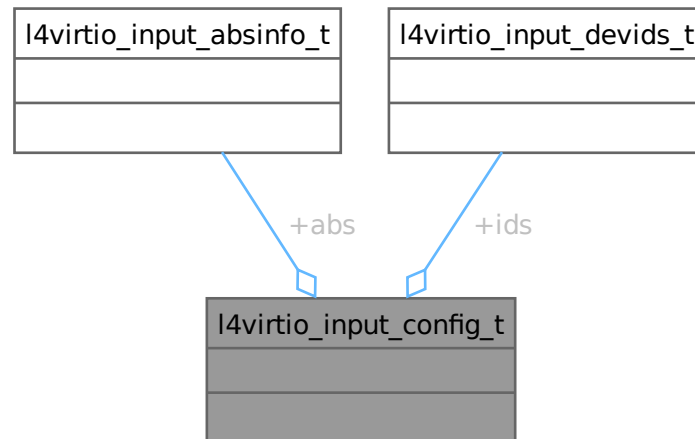 l4virtio_input_absinfo_t
l4virtio_input_devids_t
+abs
+ids
l4virtio_input_config_t